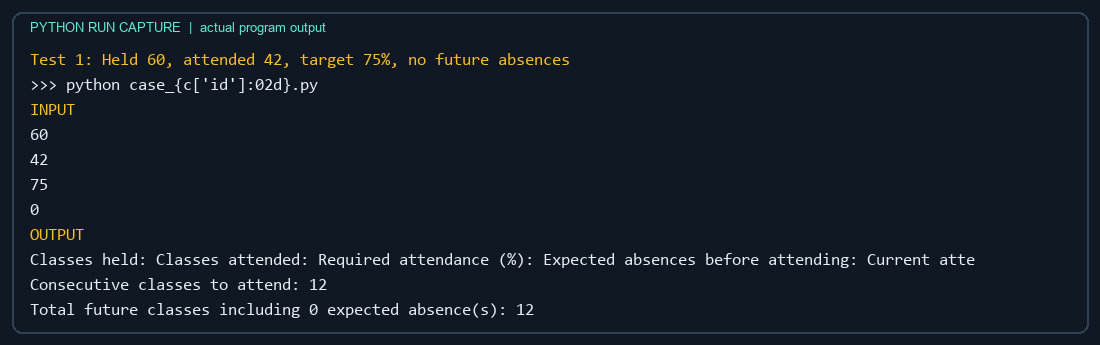 PYTHON RUN CAPTURE | actual program output
Test 1: Held 60, attended 42, target 75%, no future absences
>>> python case_{c['id']:02d}.py
INPUT
60
42
75
0
OUTPUT
Classes held: Classes attended: Required attendance (%): Expected absences before attending: Current atte
Consecutive classes to attend: 12
Total future classes including 0 expected absence(s): 12